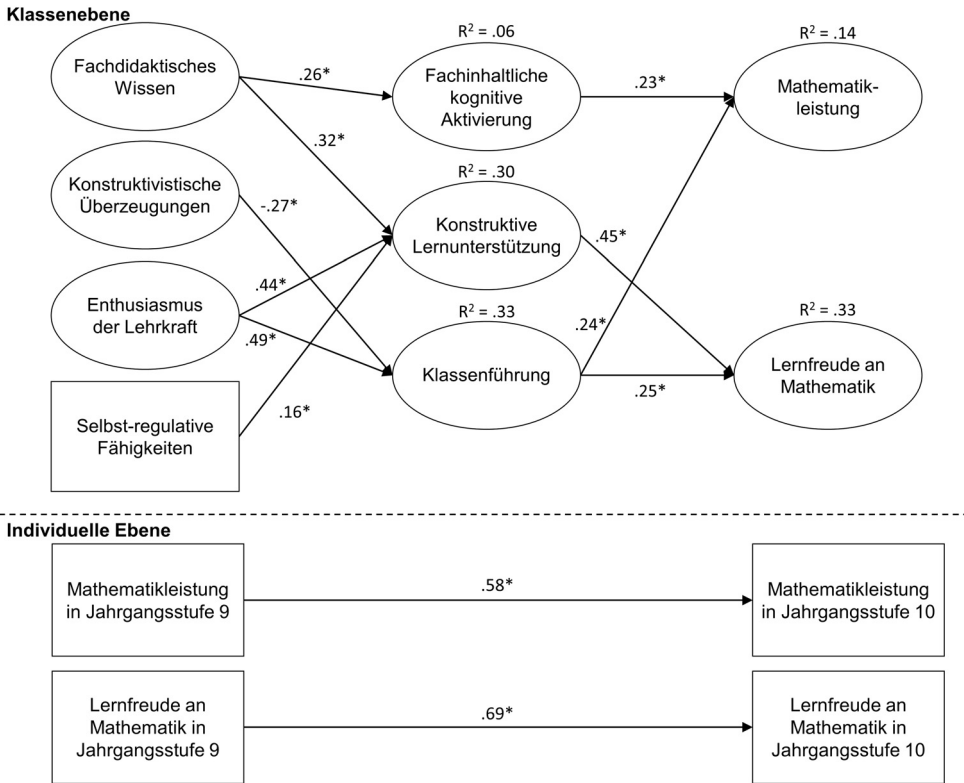 Klassenebene
Fachdidaktisches
Wissen
Konstruktivistische
Überzeugungen
Enthusiasmus
der Lehrkraft
Selbst-regulative
Fähigkeiten
.26*
.32*
-.27*
.44*
.49*
.16*
R² = .06
Fachinhaltliche
kognitive
Aktivierung
R² = .30
Konstruktive
Lernunterstützung
R² = .33
Klassenführung
.23*
.45*
.24*
.25*
R² = .14
Mathematik-
leistung
R² = .33
Lernfreude an
Mathematik
Individuelle Ebene
Mathematikleistung
in Jahrgangsstufe 9
.58*
Mathematikleistung
in Jahrgangsstufe 10
Lernfreude an
Mathematik in
Jahrgangsstufe 9
.69*
Lernfreude an
Mathematik in
Jahrgangsstufe 10